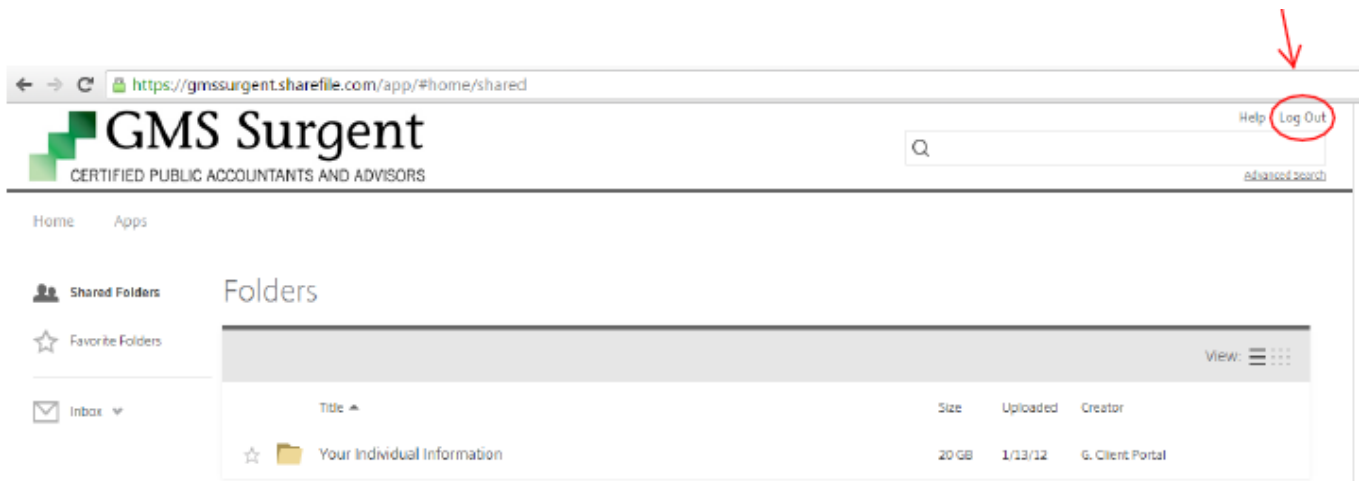 https://gmssurgent.sharefile.com/app/#home/shared
GMS Surgent
CERTIFIED PUBLIC ACCOUNTANTS AND ADVISORS
Help Log Out
Advanced Search
Home Apps
Shared Folders
Favorite Folders
Inbox
Folders
View:
Title Size Uploaded Creator
Your Individual Information 20 GB 1/13/12 G. Client Portal